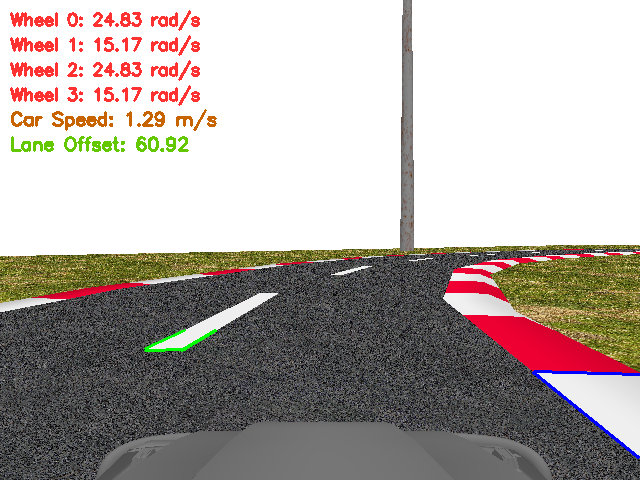 Wheel 0: 24.83 rad/s
Wheel 1: 15.17 rad/s
Wheel 2: 24.83 rad/s
Wheel 3: 15.17 rad/s
Car Speed: 1.29 m/s
Lane Offset: 60.92